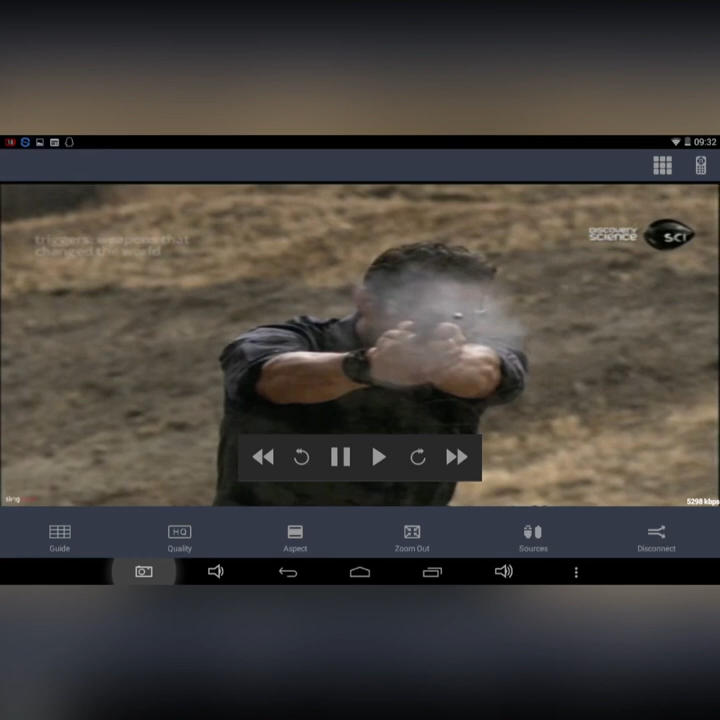 18
09:32
triggers: weapons that
changed the world
DISCOVERY
SCIENCE
SCI
sling
5298 kbps
Guide
HQ
Quality
Aspect
Zoom Out
Sources
Disconnect